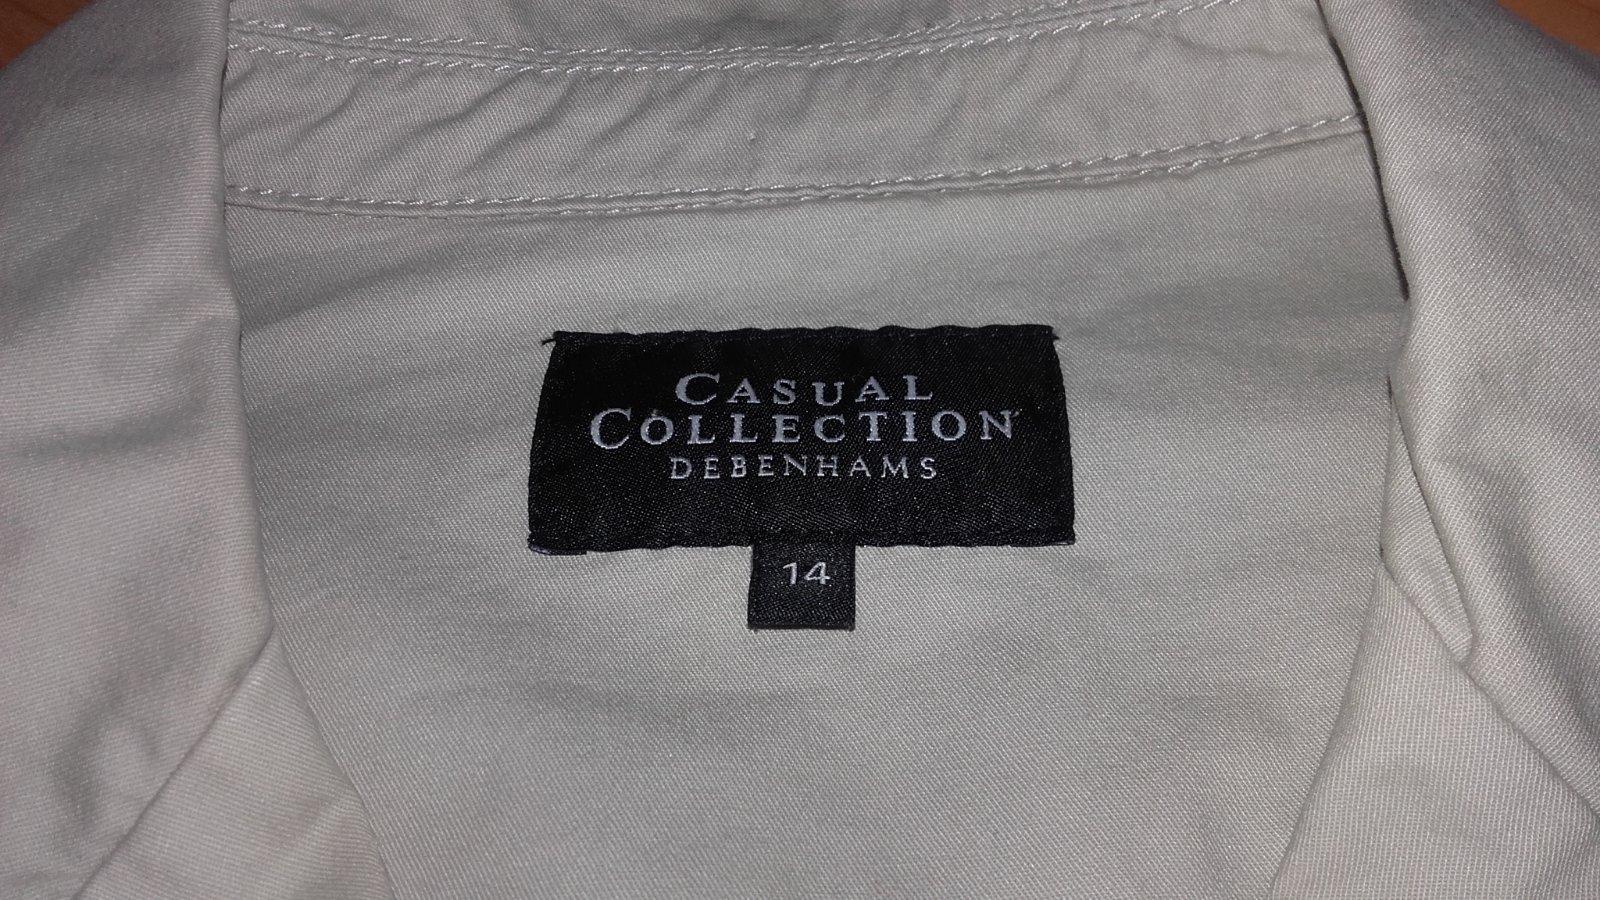 CASUAL
COLLECTION
DEBENHAMS
14